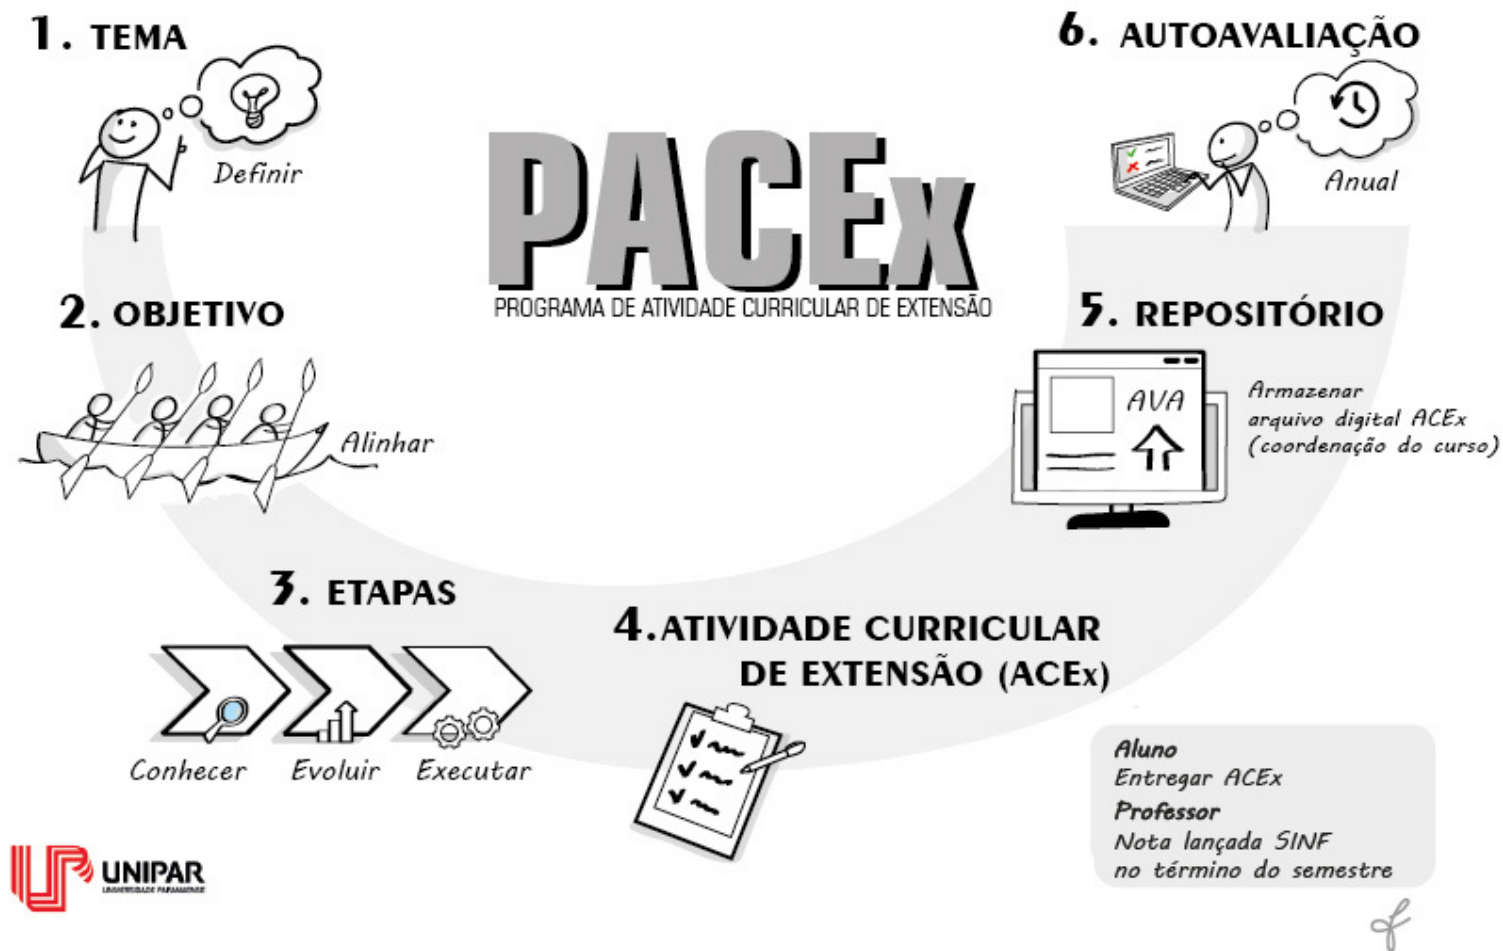 1. TEMA
Definir
2. OBJETIVO
Alinhar
3. ETAPAS
Conhecer
Evoluir
Executar
4. ATIVIDADE CURRICULAR
DE EXTENSÃO (ACEx)
5. REPOSITÓRIO
AVA
Armazenar
arquivo digital ACEx
(coordenação do curso)
6. AUTOAVALIAÇÃO
Anual
PACEx
PROGRAMA DE ATIVIDADE CURRICULAR DE EXTENSÃO
Aluno
Entregar ACEx
Professor
Nota lançada SINF
no término do semestre
UNIPAR
UNIVERSIDADE PARANAENSE